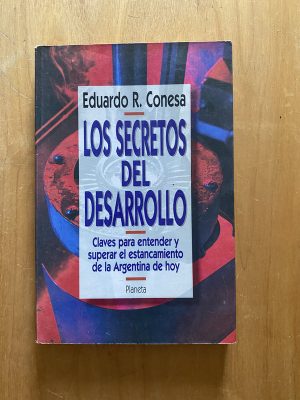 Eduardo R. Conesa
LOS SECRETOS
DEL
DESARROLLO
Claves para entender y
superar el estancamiento
de la Argentina de hoy
Planeta